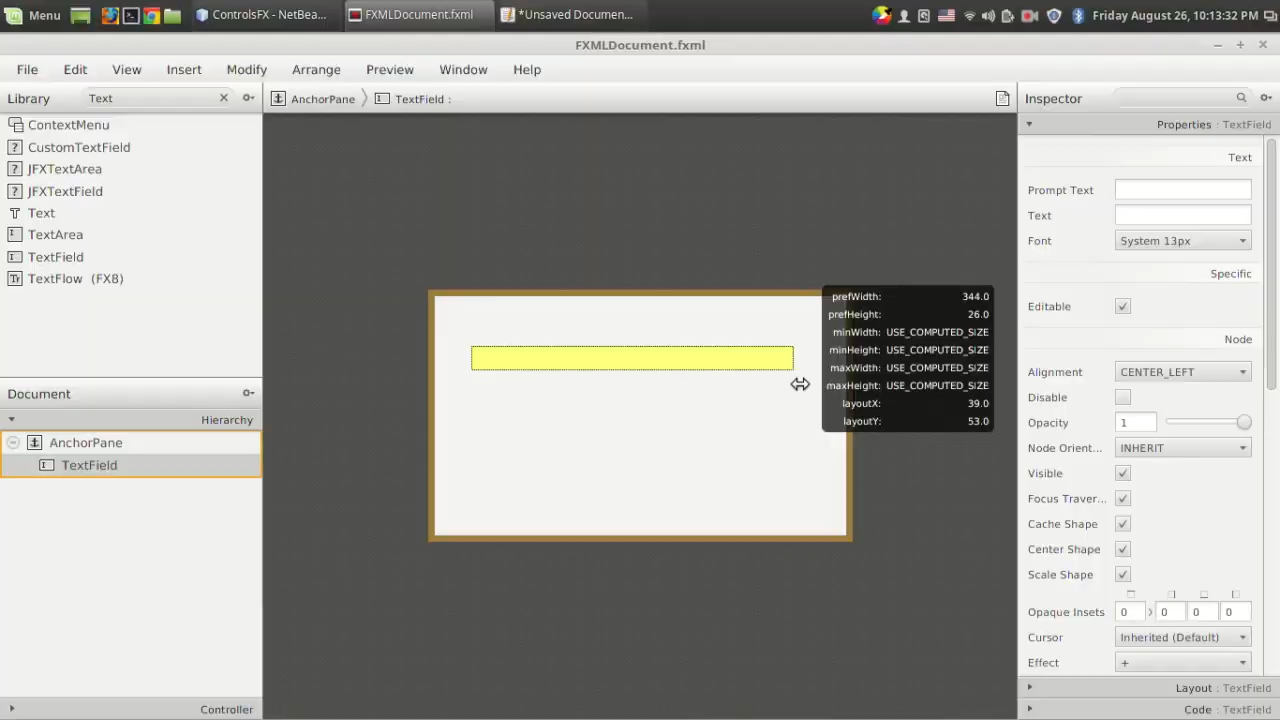 Menu
ControlsFX - NetBea...
FXMLDocument.fxml
*Unsaved Documen...
Friday August 26, 10:13:32 PM
FXMLDocument.fxml
File Edit View Insert Modify Arrange Preview Window Help
Library
Text
AnchorPane
TextField :
Inspector
ContextMenu
CustomTextField
JFXTextArea
JFXTextField
Text
TextArea
TextField
TextFlow (FX8)
Document
Hierarchy
AnchorPane
TextField
Controller
prefWidth: 344.0
prefHeight: 26.0
minWidth: USE_COMPUTED_SIZE
minHeight: USE_COMPUTED_SIZE
maxWidth: USE_COMPUTED_SIZE
maxHeight: USE_COMPUTED_SIZE
layoutX: 39.0
layoutY: 53.0
Properties : TextField
Text
Prompt Text
Text
Font System 13px
Specific
Editable
Node
Alignment CENTER_LEFT
Disable
Opacity 1
Node Orient... INHERIT
Visible
Focus Traver...
Cache Shape
Center Shape
Scale Shape
Opaque Insets 0 0 0 0
Cursor Inherited (Default)
Effect +
Layout : TextField
Code : TextField